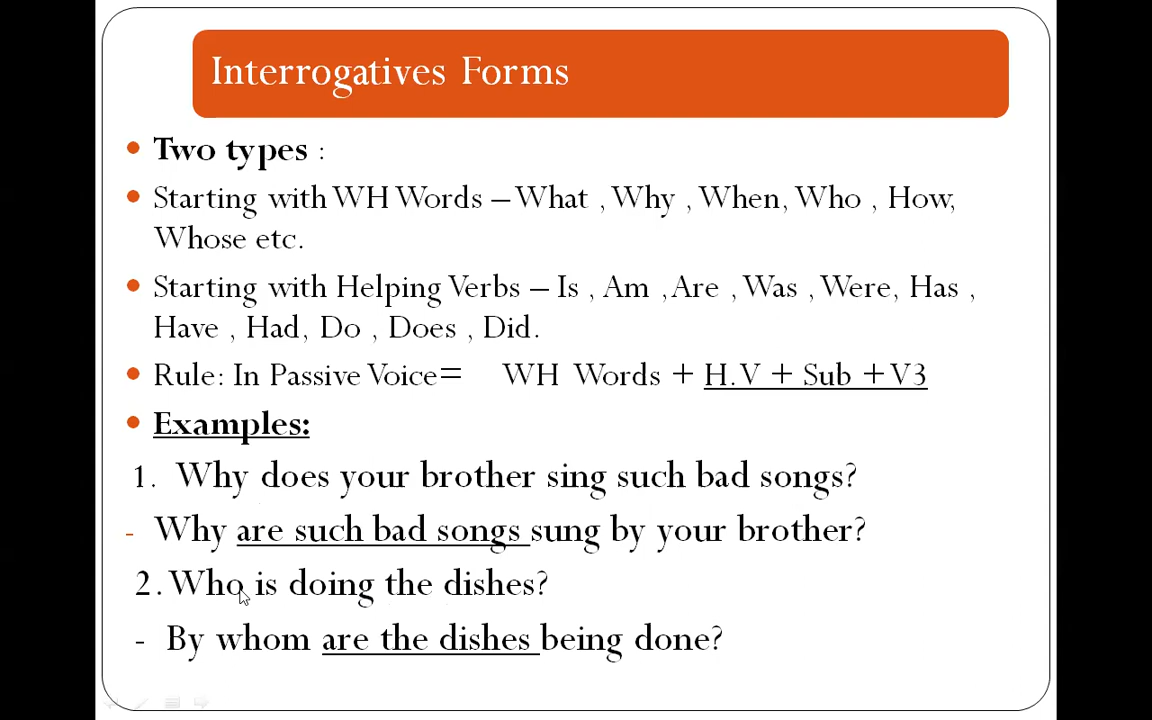 Interrogatives Forms
Two types :
Starting with WH Words – What , Why , When, Who , How,
Whose etc.
Starting with Helping Verbs – Is , Am , Are , Was , Were, Has ,
Have , Had, Do , Does , Did.
Rule: In Passive Voice= WH Words + H.V + Sub + V3
Examples:
1. Why does your brother sing such bad songs?
- Why are such bad songs sung by your brother?
2. Who is doing the dishes?
- By whom are the dishes being done?